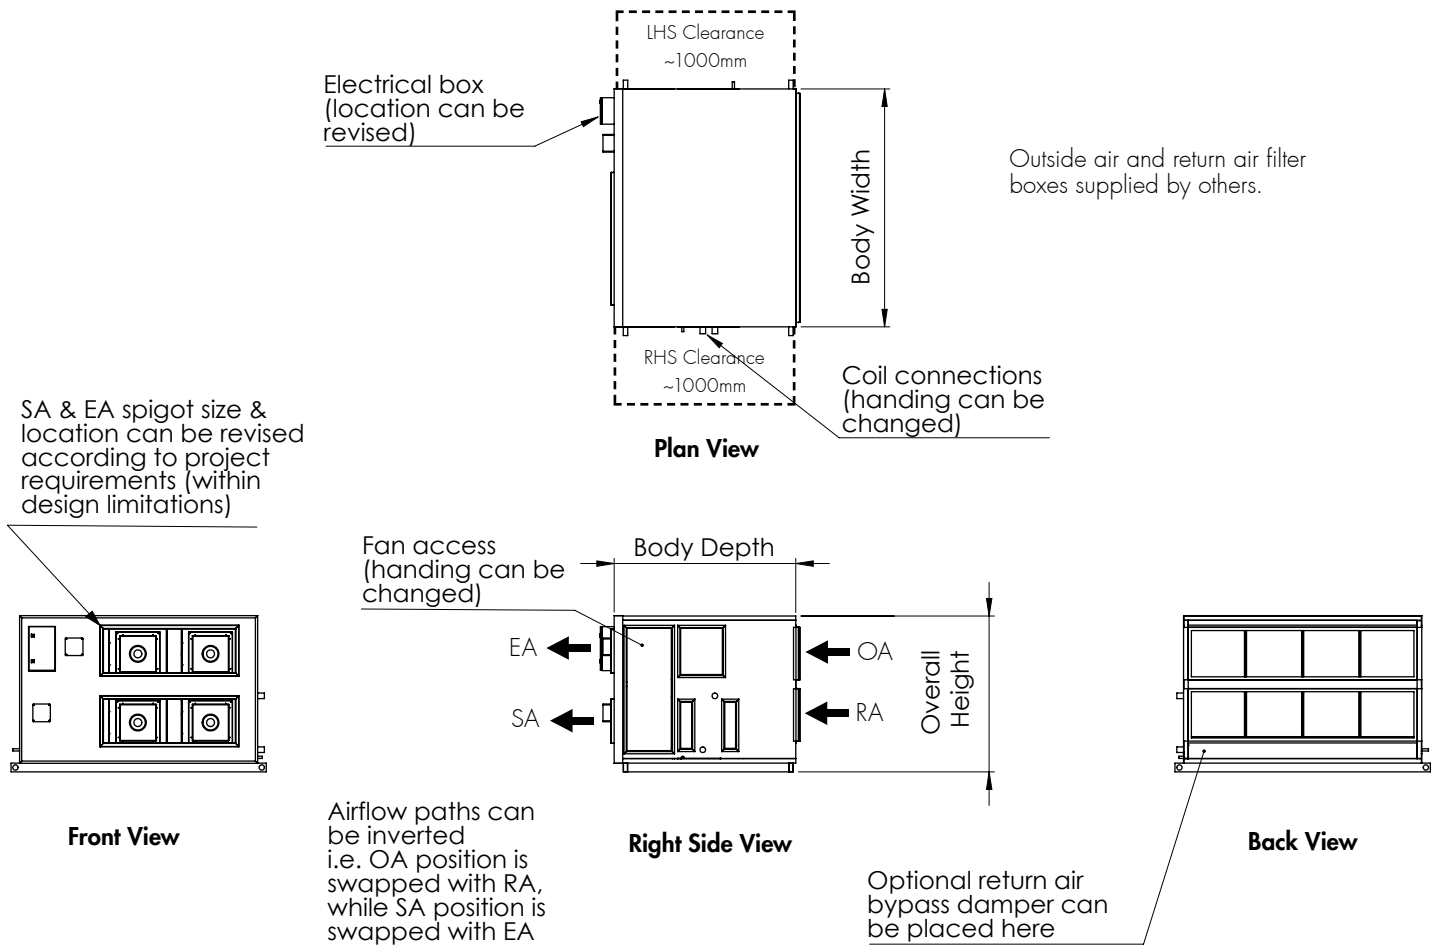 LHS Clearance
~1000mm
Electrical box
(location can be
revised)
Body Width
Outside air and return air filter
boxes supplied by others.
RHS Clearance
~1000mm
Coil connections
(handing can be
changed)
Plan View
SA & EA spigot size &
location can be revised
according to project
requirements (within
design limitations)
Fan access
(handing can be
changed)
Body Depth
EA
OA
SA
RA
Overall
Height
Front View
Airflow paths can
be inverted
i.e. OA position is
swapped with RA,
while SA position is
swapped with EA
Right Side View
Back View
Optional return air
bypass damper can
be placed here